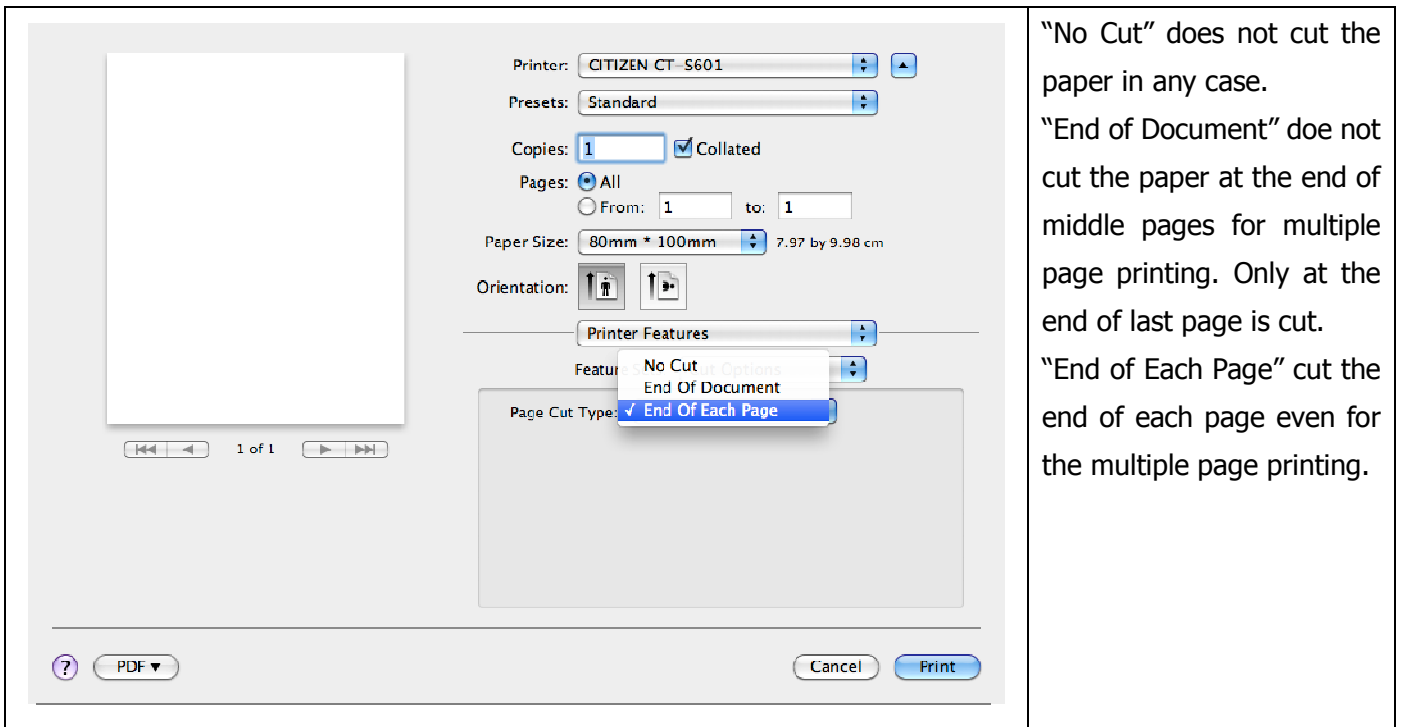 Printer: CITIZEN CT-S601
Presets: Standard
Copies: 1 Collated
Pages: All
From: 1 to: 1
Paper Size: 80mm * 100mm 7.97 by 9.98 cm
Orientation:
Printer Features
Feature
No Cut
End Of Document
Page Cut Type: √ End Of Each Page
1 of 1
? PDF ▼ Cancel Print
“No Cut” does not cut the
paper in any case.
“End of Document” doe not
cut the paper at the end of
middle pages for multiple
page printing. Only at the
end of last page is cut.
“End of Each Page” cut the
end of each page even for
the multiple page printing.